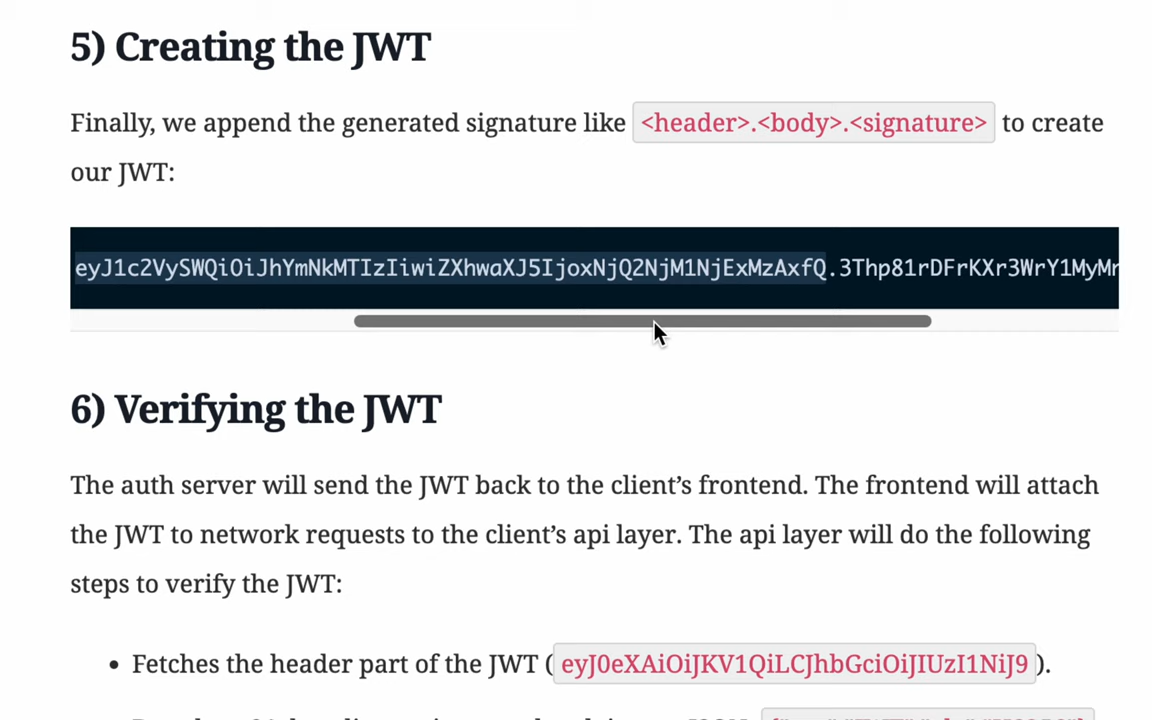 5) Creating the JWT
Finally, we append the generated signature like <header>.<body>.<signature> to create
our JWT:
eyJ1c2VySWQiOiJhYmNkMTIzIiwiZXhwaXJ5IjoxNjQ2NjM1NjExMzAxfQ.3Thp81rDFrKXr3WrY1MyMr
6) Verifying the JWT
The auth server will send the JWT back to the client’s frontend. The frontend will attach
the JWT to network requests to the client’s api layer. The api layer will do the following
steps to verify the JWT:
• Fetches the header part of the JWT (eyJ0eXAiOiJKV1QiLCJhbGciOiJIUzI1NiJ9).